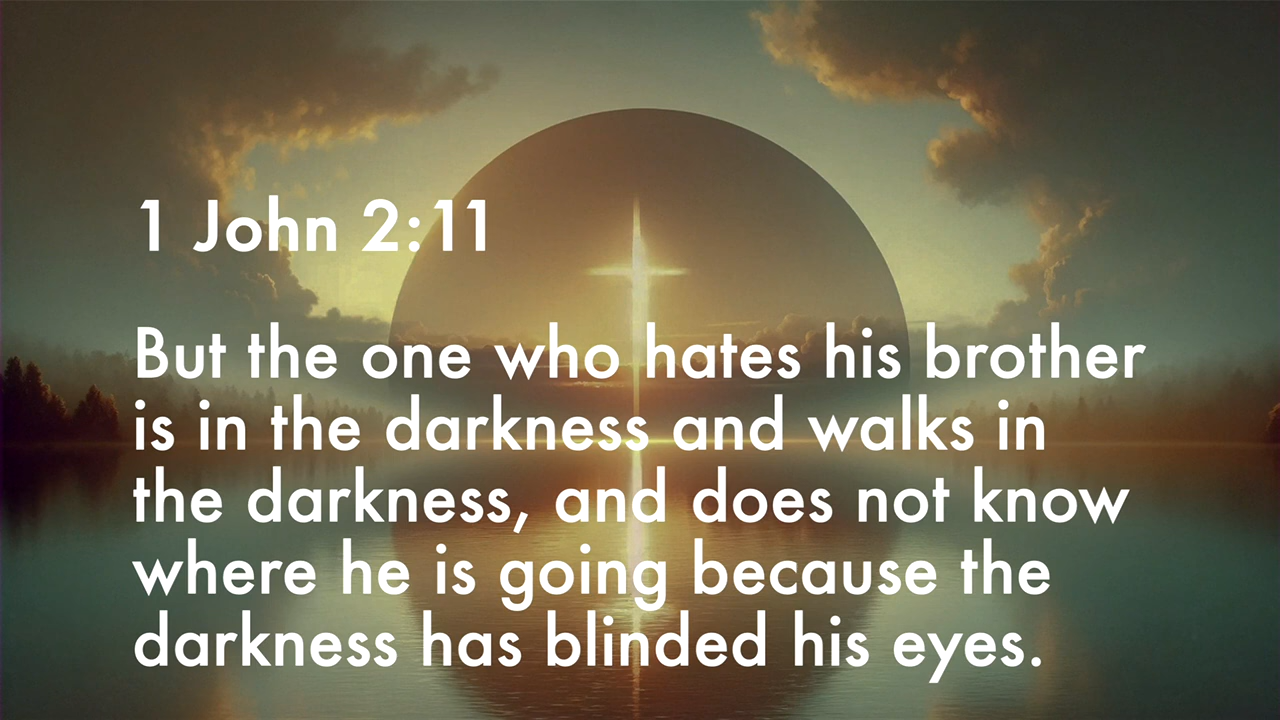 1 John 2:11
But the one who hates his brother
is in the darkness and walks in
the darkness, and does not know
where he is going because the
darkness has blinded his eyes.